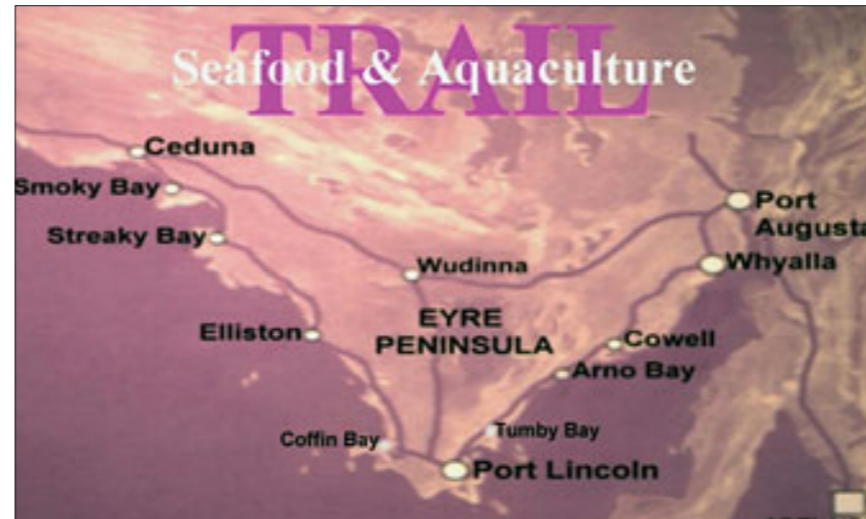 TRAIL
Seafood & Aquaculture
Ceduna
Smoky Bay
Streaky Bay
Port
Augusta
Wudinna
Whyalla
EYRE
PENINSULA
Elliston
Cowell
Arno Bay
Coffin Bay
Tumby Bay
Port Lincoln